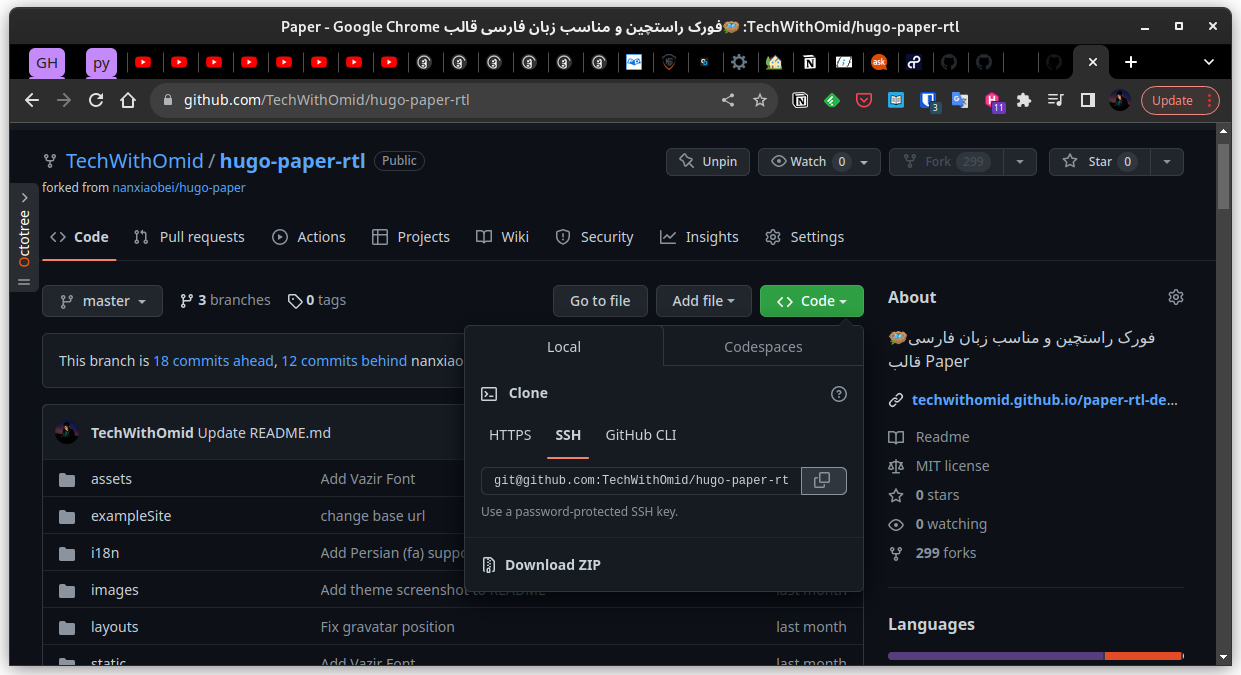 Paper - Google Chrome فورک راستچین و مناسب زبان فارسی قالب🪺 :TechWithOmid/hugo-paper-rtl
GH
py
ask
github.com/TechWithOmid/hugo-paper-rtl
3
11
Update
TechWithOmid / hugo-paper-rtl Public
Unpin
Watch 0
Fork 299
Star 0
forked from nanxiaobei/hugo-paper
Octotree
Code
Pull requests
Actions
Projects
Wiki
Security
Insights
Settings
master
3 branches
0 tags
Go to file
Add file
Code
This branch is 18 commits ahead, 12 commits behind nanxiao
Local
Codespaces
Clone
HTTPS
SSH
GitHub CLI
git@github.com:TechWithOmid/hugo-paper-rt
Use a password-protected SSH key.
Download ZIP
TechWithOmid Update README.md
assets Add Vazir Font
exampleSite change base url
i18n Add Persian (fa) suppo
images Add theme screenshot to README last month
layouts Fix gravatar position last month
static Add Vazir Font last month
About
فورک راستچین و مناسب زبان فارسی🪺
قالب Paper
techwithomid.github.io/paper-rtl-de...
Readme
MIT license
0 stars
0 watching
299 forks
Languages